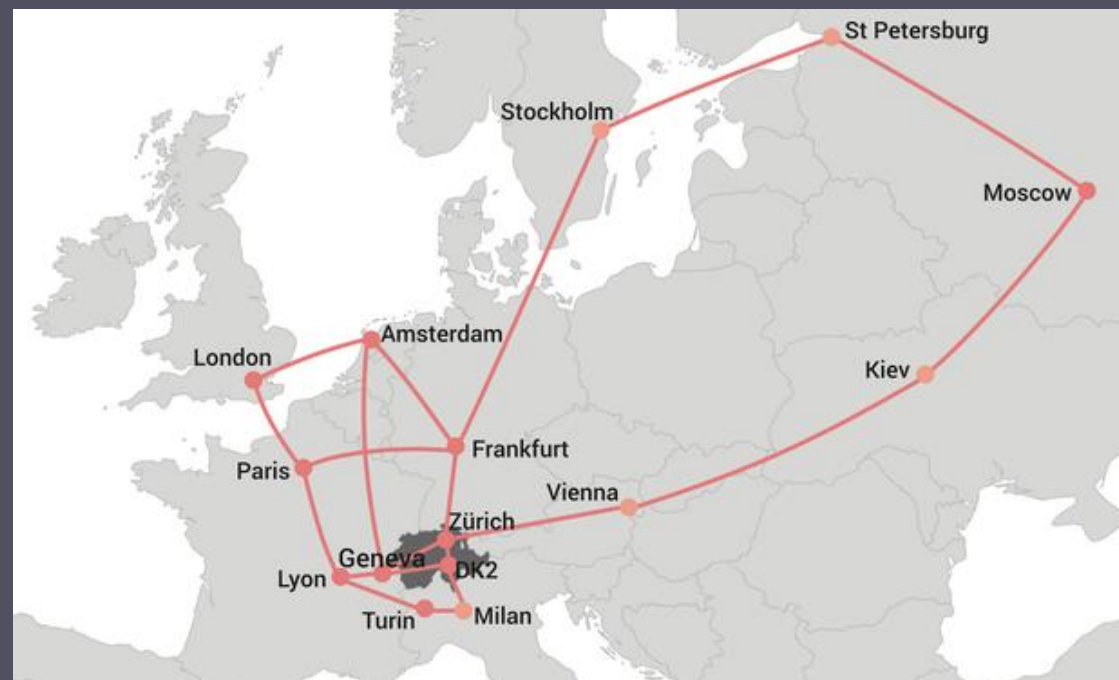 St Petersburg
Stockholm
Moscow
Amsterdam
London
Kiev
Frankfurt
Paris
Vienna
Zürich
Geneva
DK2
Lyon
Milan
Turin